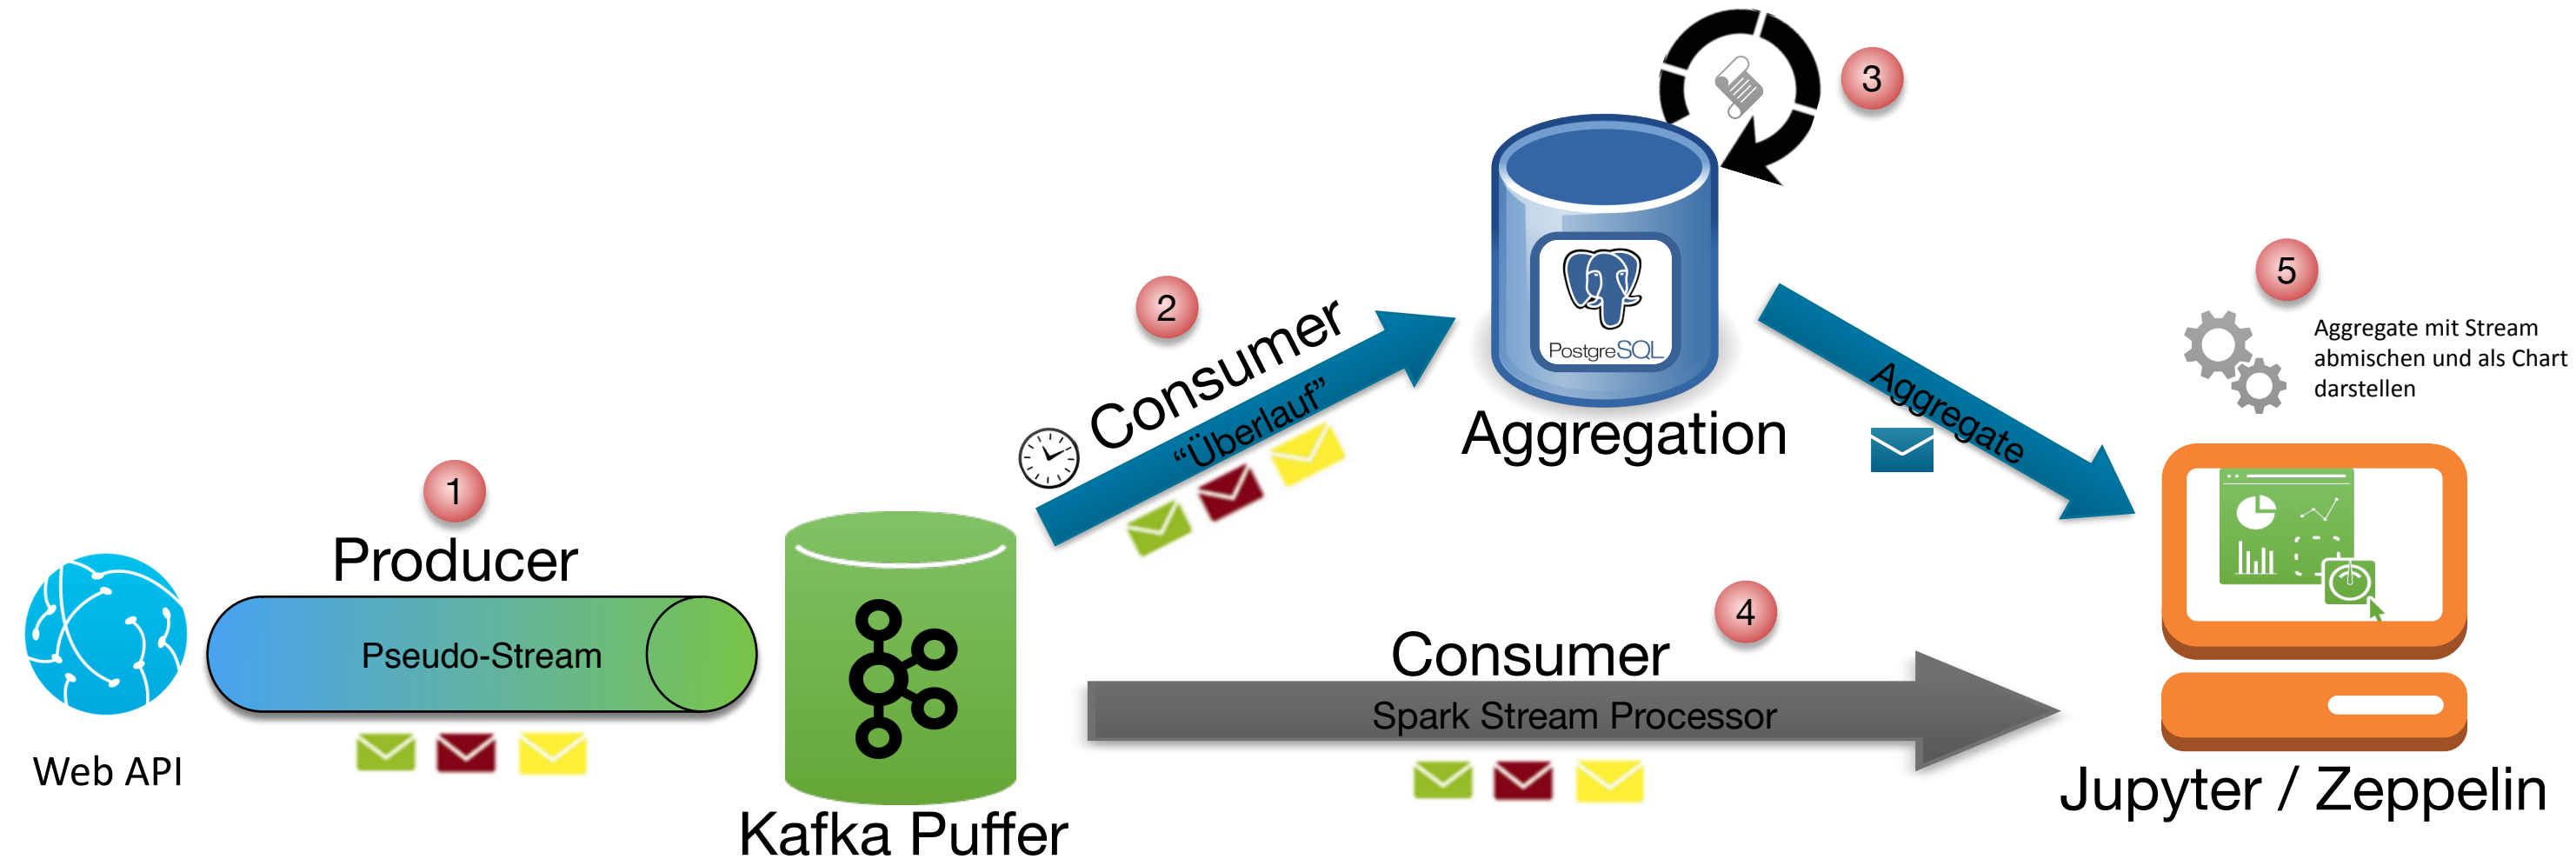 1
Producer
Pseudo-Stream
Web API
Kafka Puffer
2
Consumer
“Überlauf”
3
PostgreSQL
Aggregation
Aggregate
4
Consumer
Spark Stream Processor
5
Aggregate mit Stream
abmischen und als Chart
darstellen
Jupyter / Zeppelin